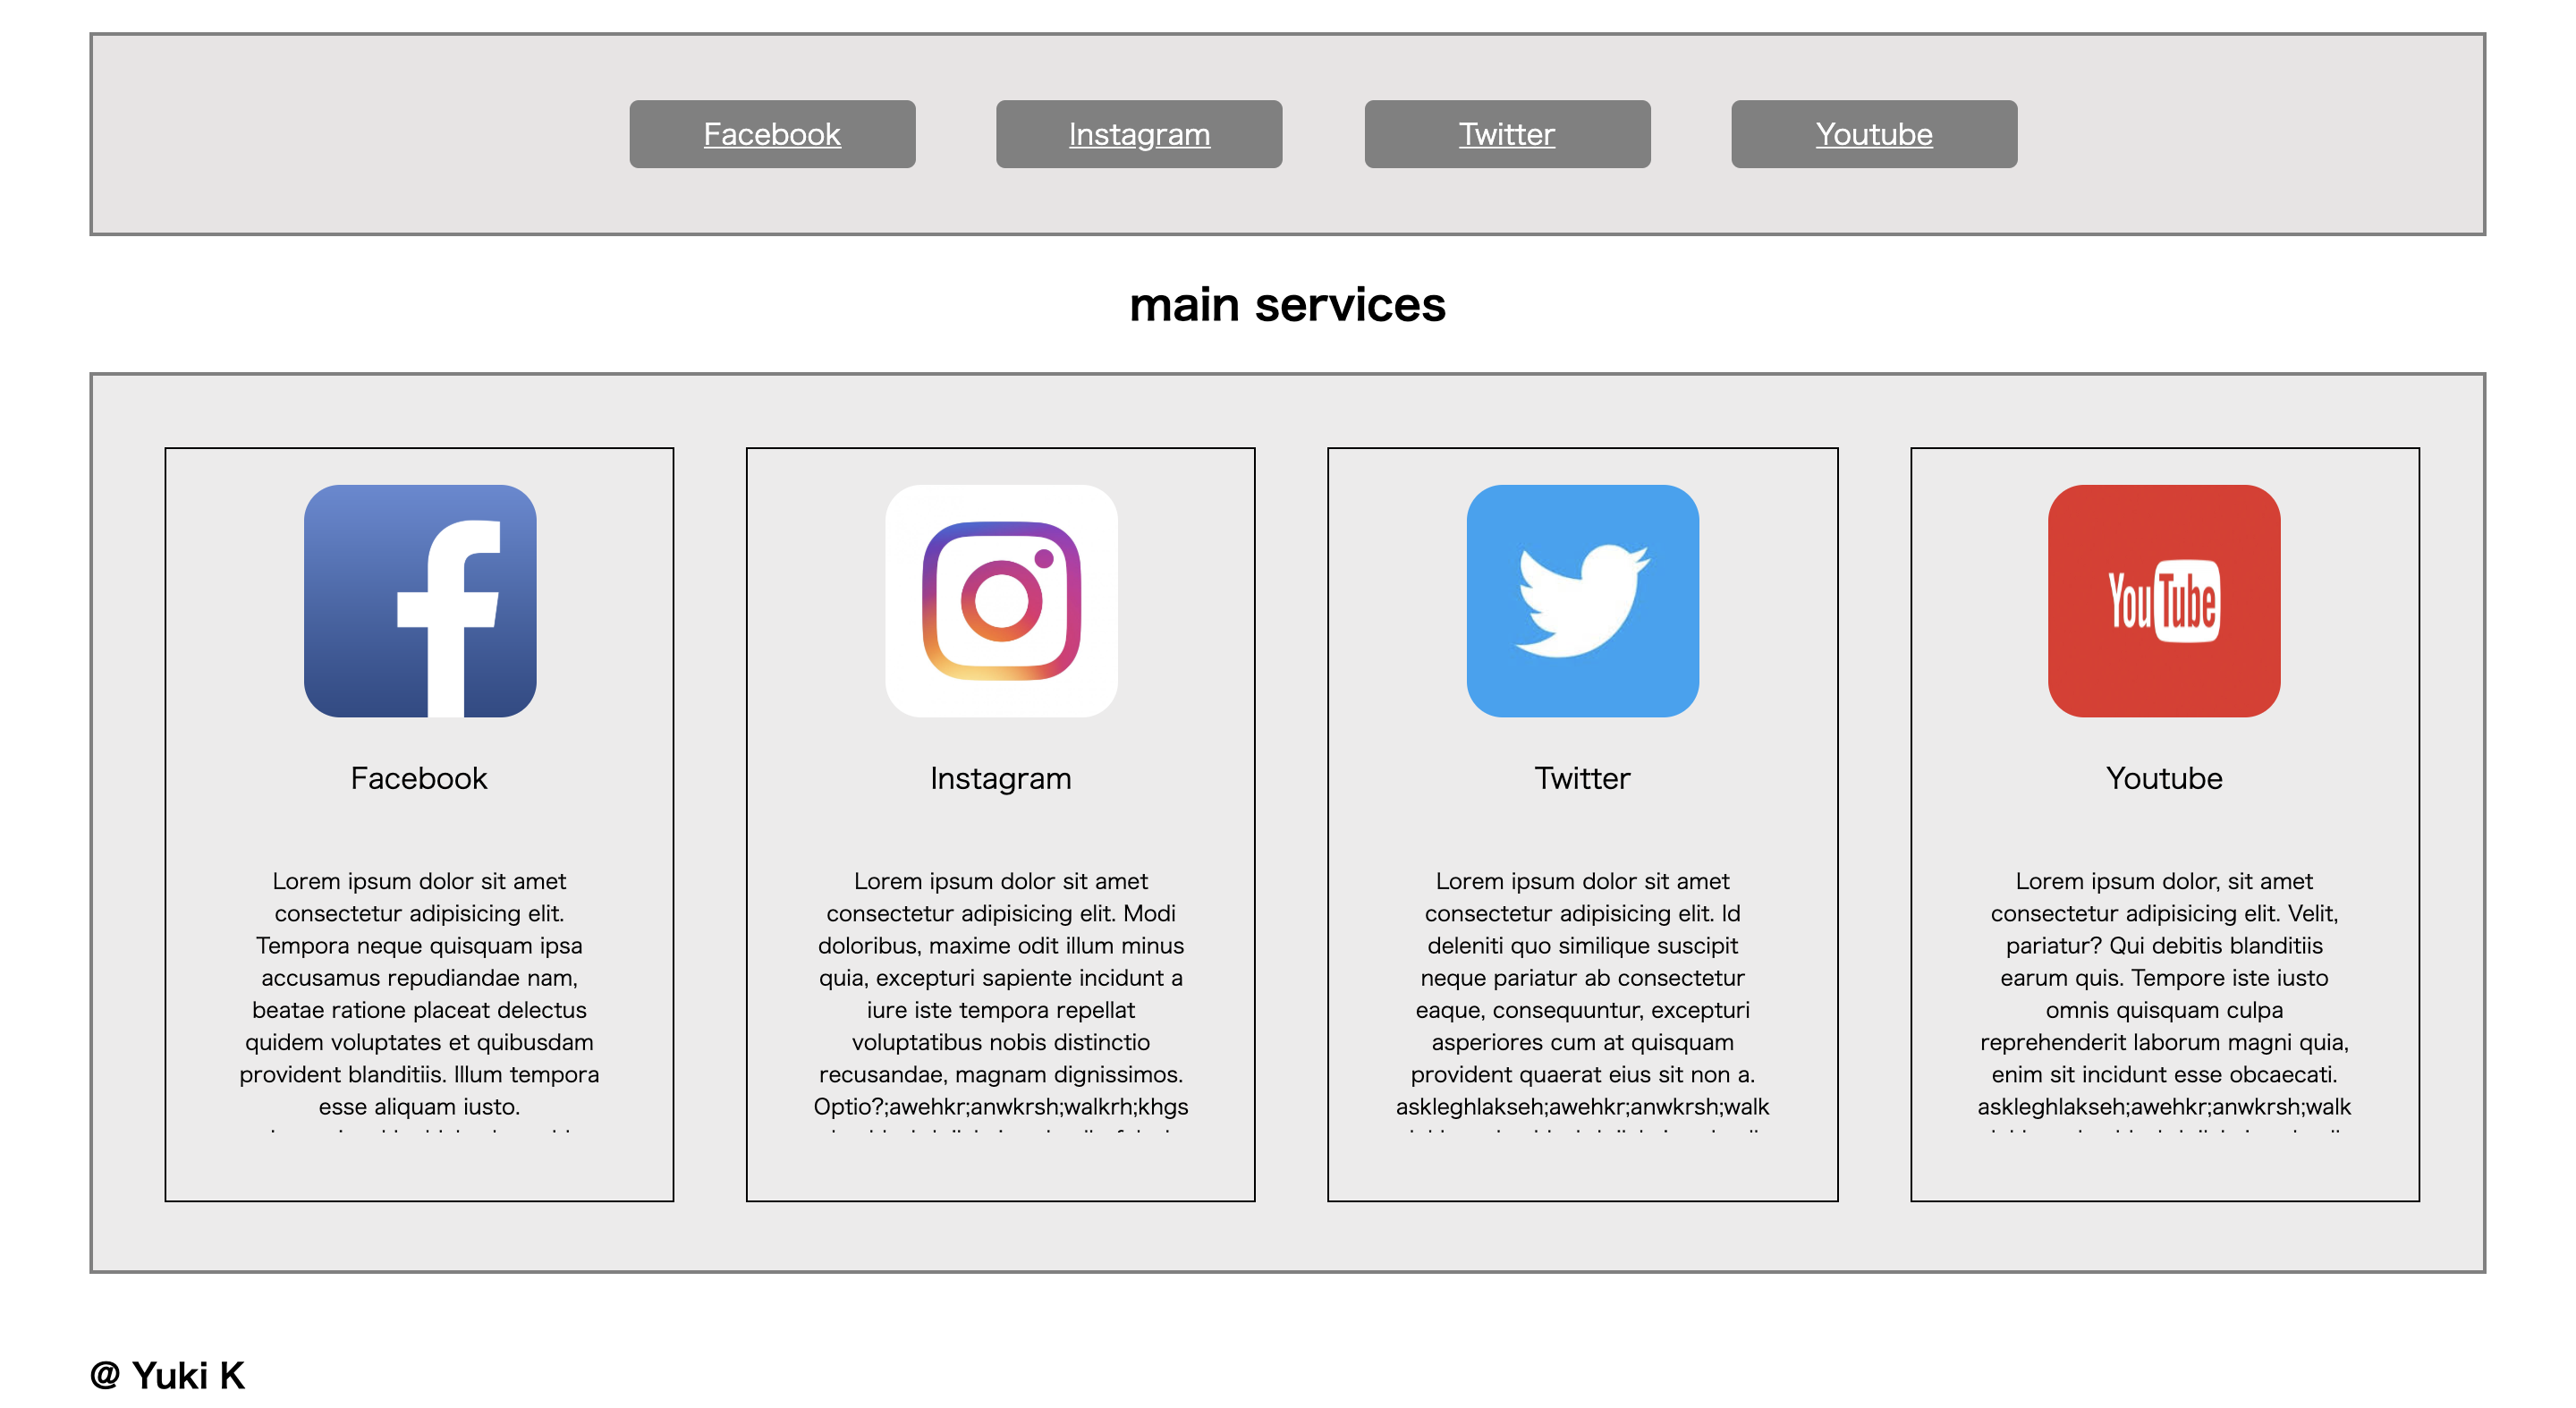 Facebook
Instagram
Twitter
Youtube
main services
YouTube
Facebook
Lorem ipsum dolor sit amet
consectetur adipisicing elit.
Tempora neque quisquam ipsa
accusamus repudiandae nam,
beatae ratione placeat delectus
quidem voluptates et quibusdam
provident blanditiis. Illum tempora
esse aliquam iusto.
Instagram
Lorem ipsum dolor sit amet
consectetur adipisicing elit. Modi
doloribus, maxime odit illum minus
quia, excepturi sapiente incidunt a
iure iste tempora repellat
voluptatibus nobis distinctio
recusandae, magnam dignissimos.
Optio?;awehkr;anwkrsh;walkrh;khgs
Twitter
Lorem ipsum dolor sit amet
consectetur adipisicing elit. Id
deleniti quo similique suscipit
neque pariatur ab consectetur
eaque, consequuntur, excepturi
asperiores cum at quisquam
provident quaerat eius sit non a.
askleghlakseh;awehkr;anwkrsh;walk
Youtube
Lorem ipsum dolor, sit amet
consectetur adipisicing elit. Velit,
pariatur? Qui debitis blanditiis
earum quis. Tempore iste iusto
omnis quisquam culpa
reprehenderit laborum magni quia,
enim sit incidunt esse obcaecati.
askleghlakseh;awehkr;anwkrsh;walk
@ Yuki K